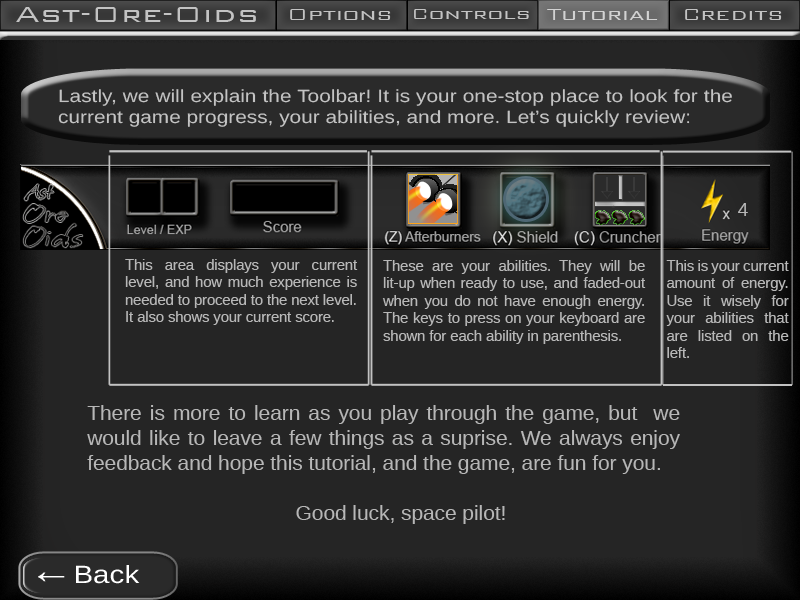 Ast-Ore-Oids Options Controls Tutorial Credits
Lastly, we will explain the Toolbar! It is your one-stop place to look for the
current game progress, your abilities, and more. Let's quickly review:
Ast
Ore
Oids
Level / EXP
Score
(Z) Afterburners
(X) Shield
(C) Cruncher
x 4
Energy
This area displays your current
level, and how much experience is
needed to proceed to the next level.
It also shows your current score.
These are your abilities. They will be
lit-up when ready to use, and faded-out
when you do not have enough energy.
The keys to press on your keyboard are
shown for each ability in parenthesis.
This is your current
amount of energy.
Use it wisely for
your abilities that
are listed on the
left.
There is more to learn as you play through the game, but we
would like to leave a few things as a suprise. We always enjoy
feedback and hope this tutorial, and the game, are fun for you.
Good luck, space pilot!
← Back